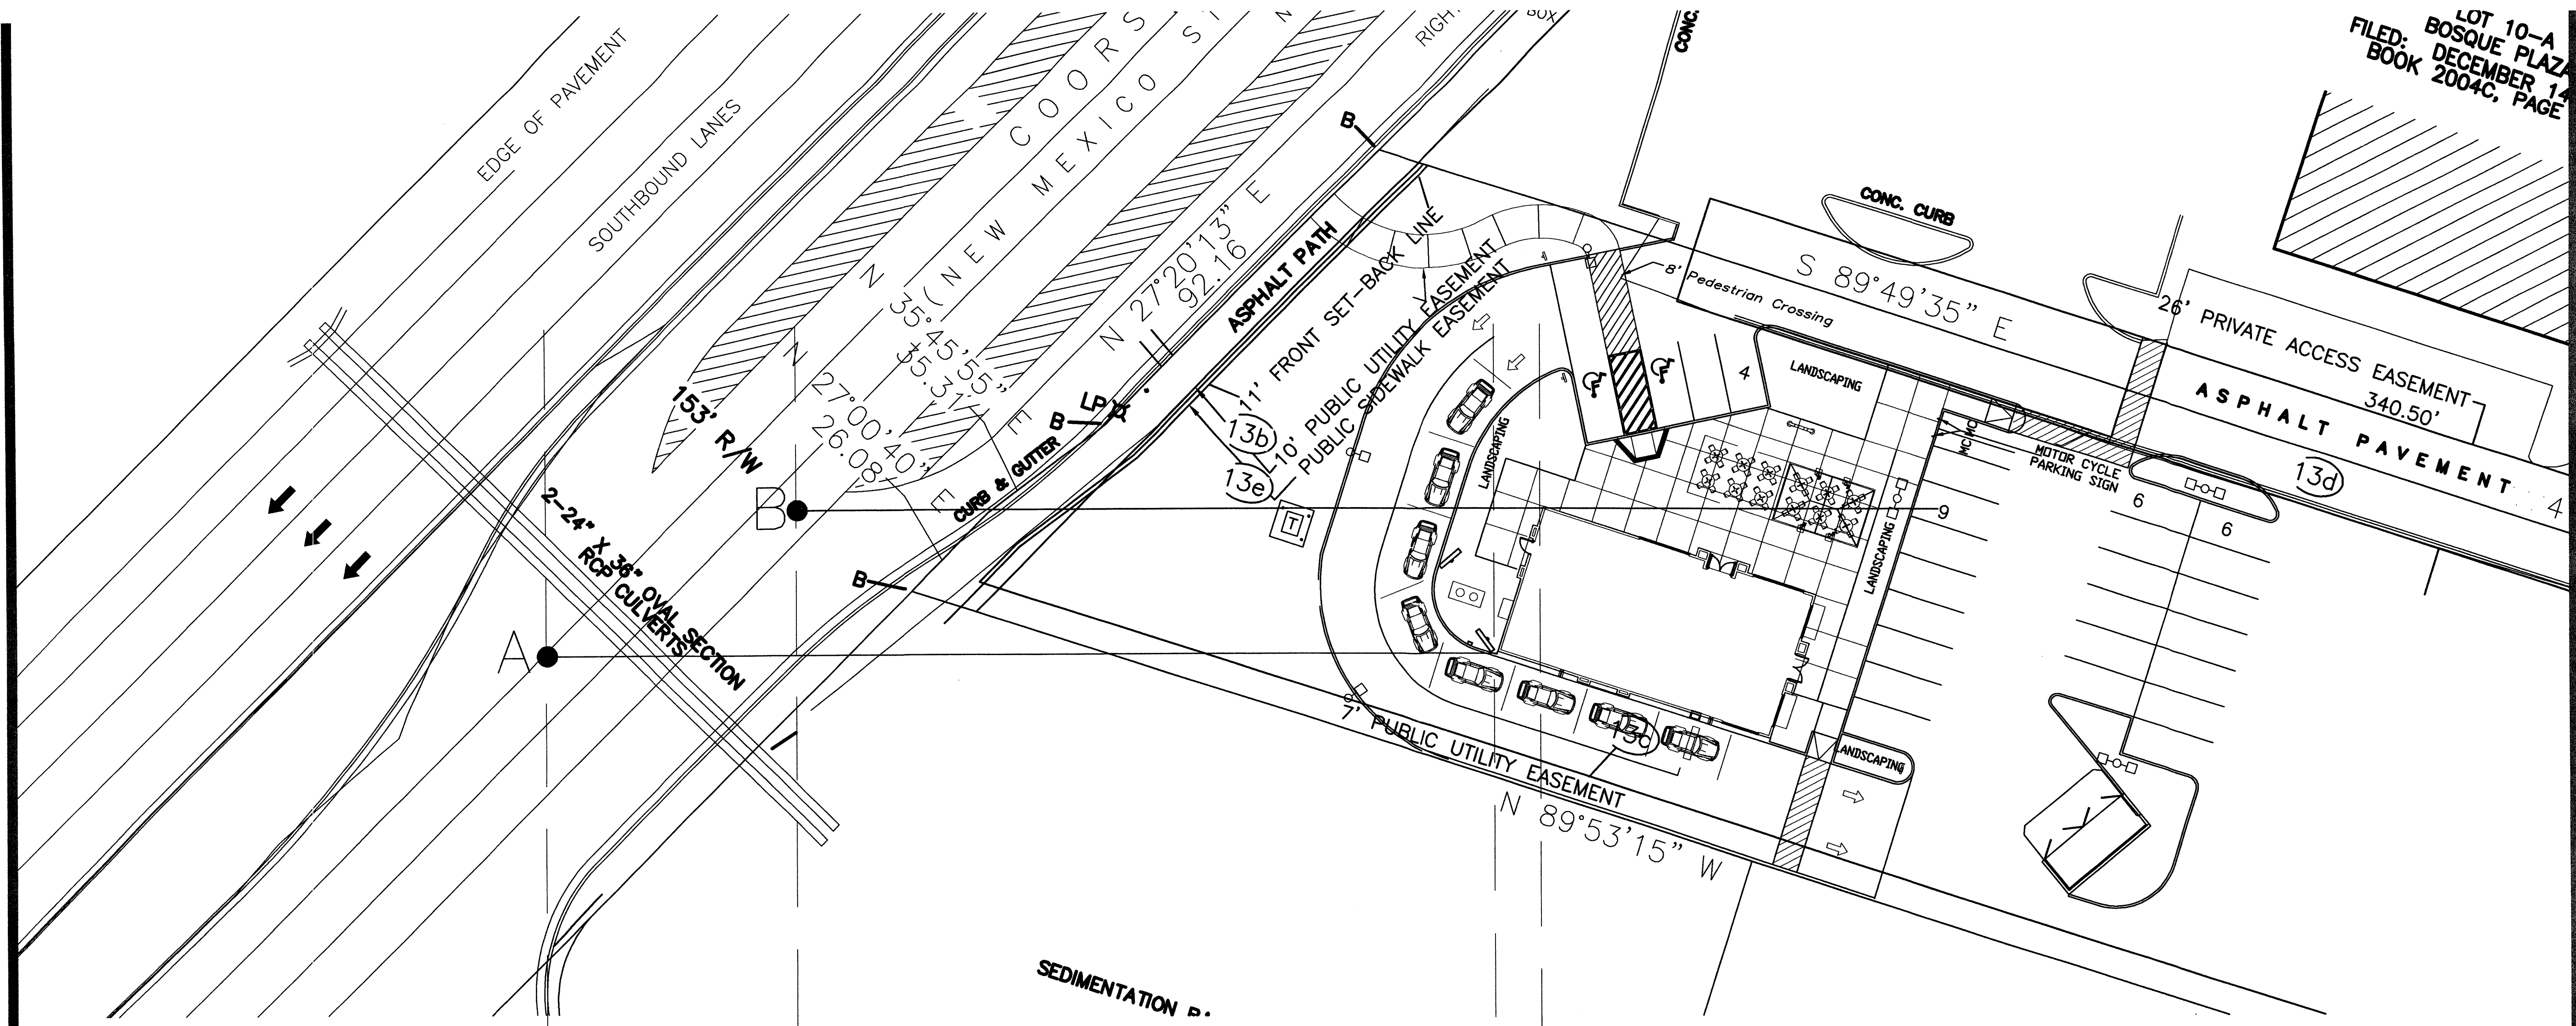 EDGE OF PAVEMENT
SOUTHBOUND LANES
COORS
(NEW MEXICO
BOX
CONC.
LOT 10-A
BOSQUE PLAZA
FILED: DECEMBER 14
BOOK 2004C, PAGE
B
CONC. CURB
N 27°20'13" E
92.16
ASPHALT PATH
11' FRONT SET-BACK LINE
10' PUBLIC UTILITY EASEMENT
PUBLIC SIDEWALK EASEMENT
8' Pedestrian Crossing
S 89°49'35" E
26' PRIVATE ACCESS EASEMENT
340.50'
ASPHALT PAVEMENT
13d
4
N 35°45'55" E
35.31
N 27°00'40" E
26.08
153' R/W
LP
B
CURB & GUTTER
13b
13e
T
LANDSCAPING
4
LANDSCAPING
MC MC
MOTOR CYCLE
PARKING SIGN
6
6
9
LANDSCAPING
B
B
A
2-24" X 36" OVAL SECTION
RCP CULVERTS
7' PUBLIC UTILITY EASEMENT
13c
LANDSCAPING
N 89°53'15" W
SEDIMENTATION